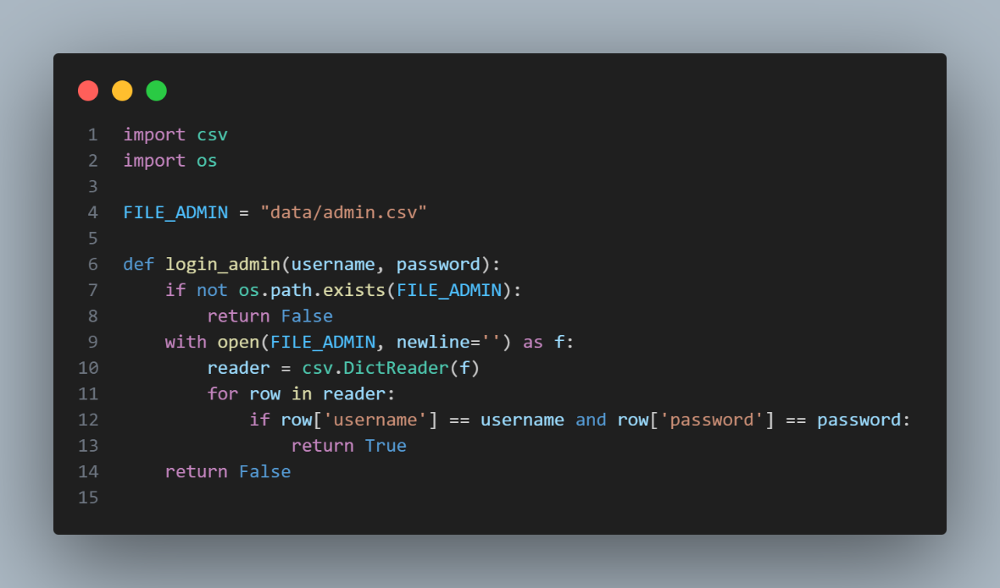 1 import csv
2 import os
3
4 FILE_ADMIN = "data/admin.csv"
5
6 def login_admin(username, password):
7     if not os.path.exists(FILE_ADMIN):
8         return False
9     with open(FILE_ADMIN, newline='') as f:
10         reader = csv.DictReader(f)
11         for row in reader:
12             if row['username'] == username and row['password'] == password:
13                 return True
14     return False
15